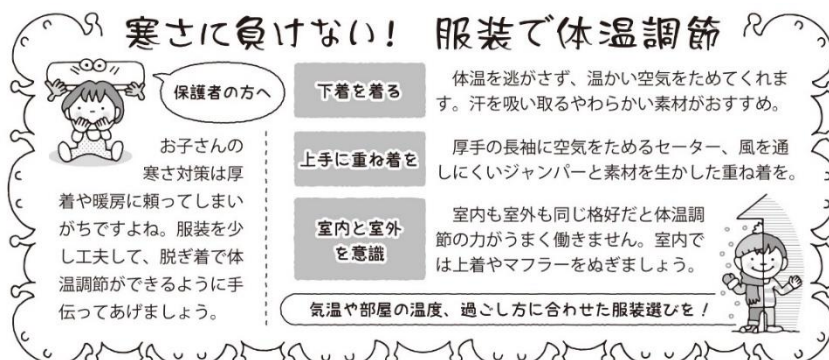 寒さに負けない! 服装で体温調節
保護者の方へ
お子さんの
寒さ対策は厚
着や暖房に頼ってしまい
がちですよね。服装を少
し工夫して、脱ぎ着で体
温調節ができるように手
伝ってあげましょう。
下着を着る
体温を逃がさず、温かい空気をためてくれま
す。汗を吸い取るやわらかい素材がおすすめ。
上手に重ね着を
厚手の長袖に空気をためるセーター、風を通
しにくいジャンパーと素材を生かした重ね着を。
室内と室外
を意識
室内も室外も同じ格好だと体温調
節の力がうまく働きません。室内で
は上着やマフラーをぬぎましょう。
気温や部屋の温度、過ごし方に合わせた服装選びを!